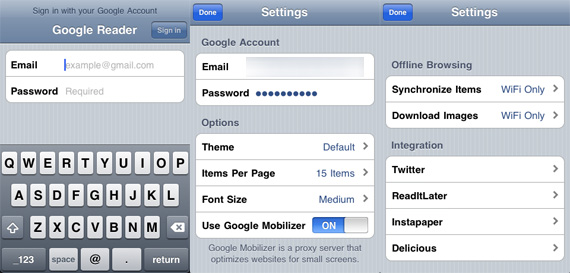 Sign in with your Google Account
Google Reader
Sign in
Email
example@gmail.com
Password
Required
Q W E R T Y U I O P
A S D F G H J K L
Z X C V B N M
_123
space
@
.
return
Done
Settings
Google Account
Email
Password ●●●●●●●●●●
Options
Theme Default
Items Per Page 15 Items
Font Size Medium
Use Google Mobilizer ON
Google Mobilizer is a proxy server that
optimizes websites for small screens.
Done
Settings
Offline Browsing
Synchronize Items WiFi Only
Download Images WiFi Only
Integration
Twitter
ReadItLater
Instapaper
Delicious